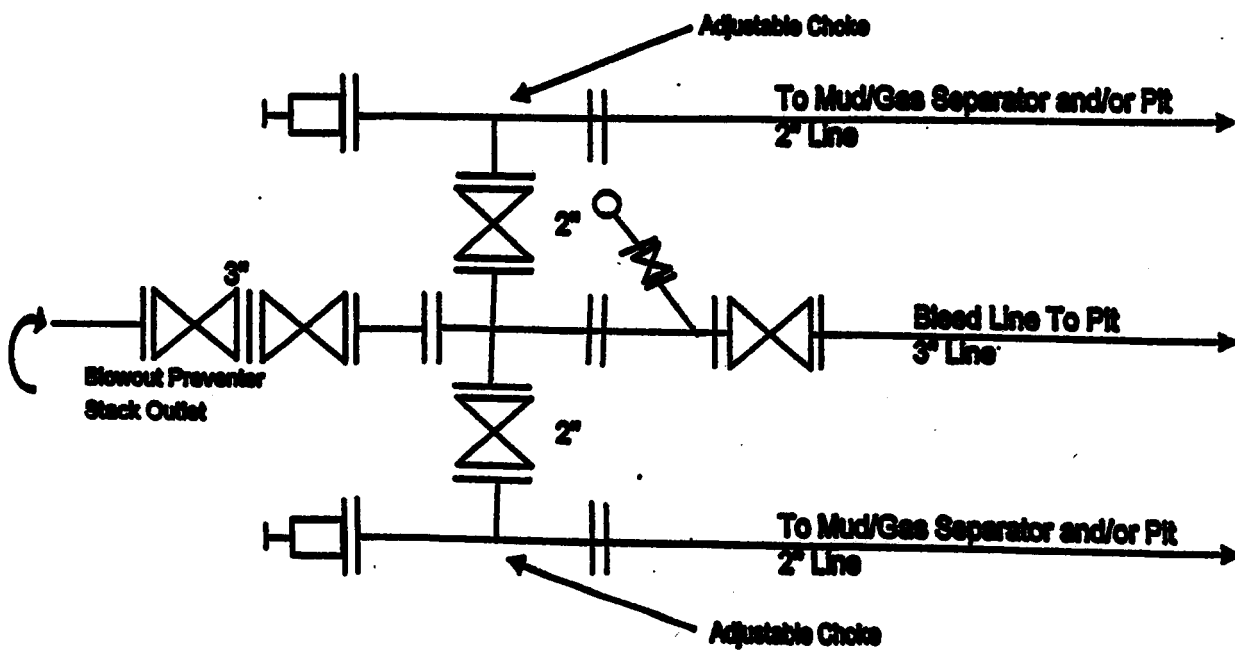 Adjustable Choke
To Mud/Gas Separator and/or Pit
2" Line
2"
3"
Bleed Line To Pit
3" Line
Blowout Preventer
Stack Outlet
2"
To Mud/Gas Separator and/or Pit
2" Line
Adjustable Choke